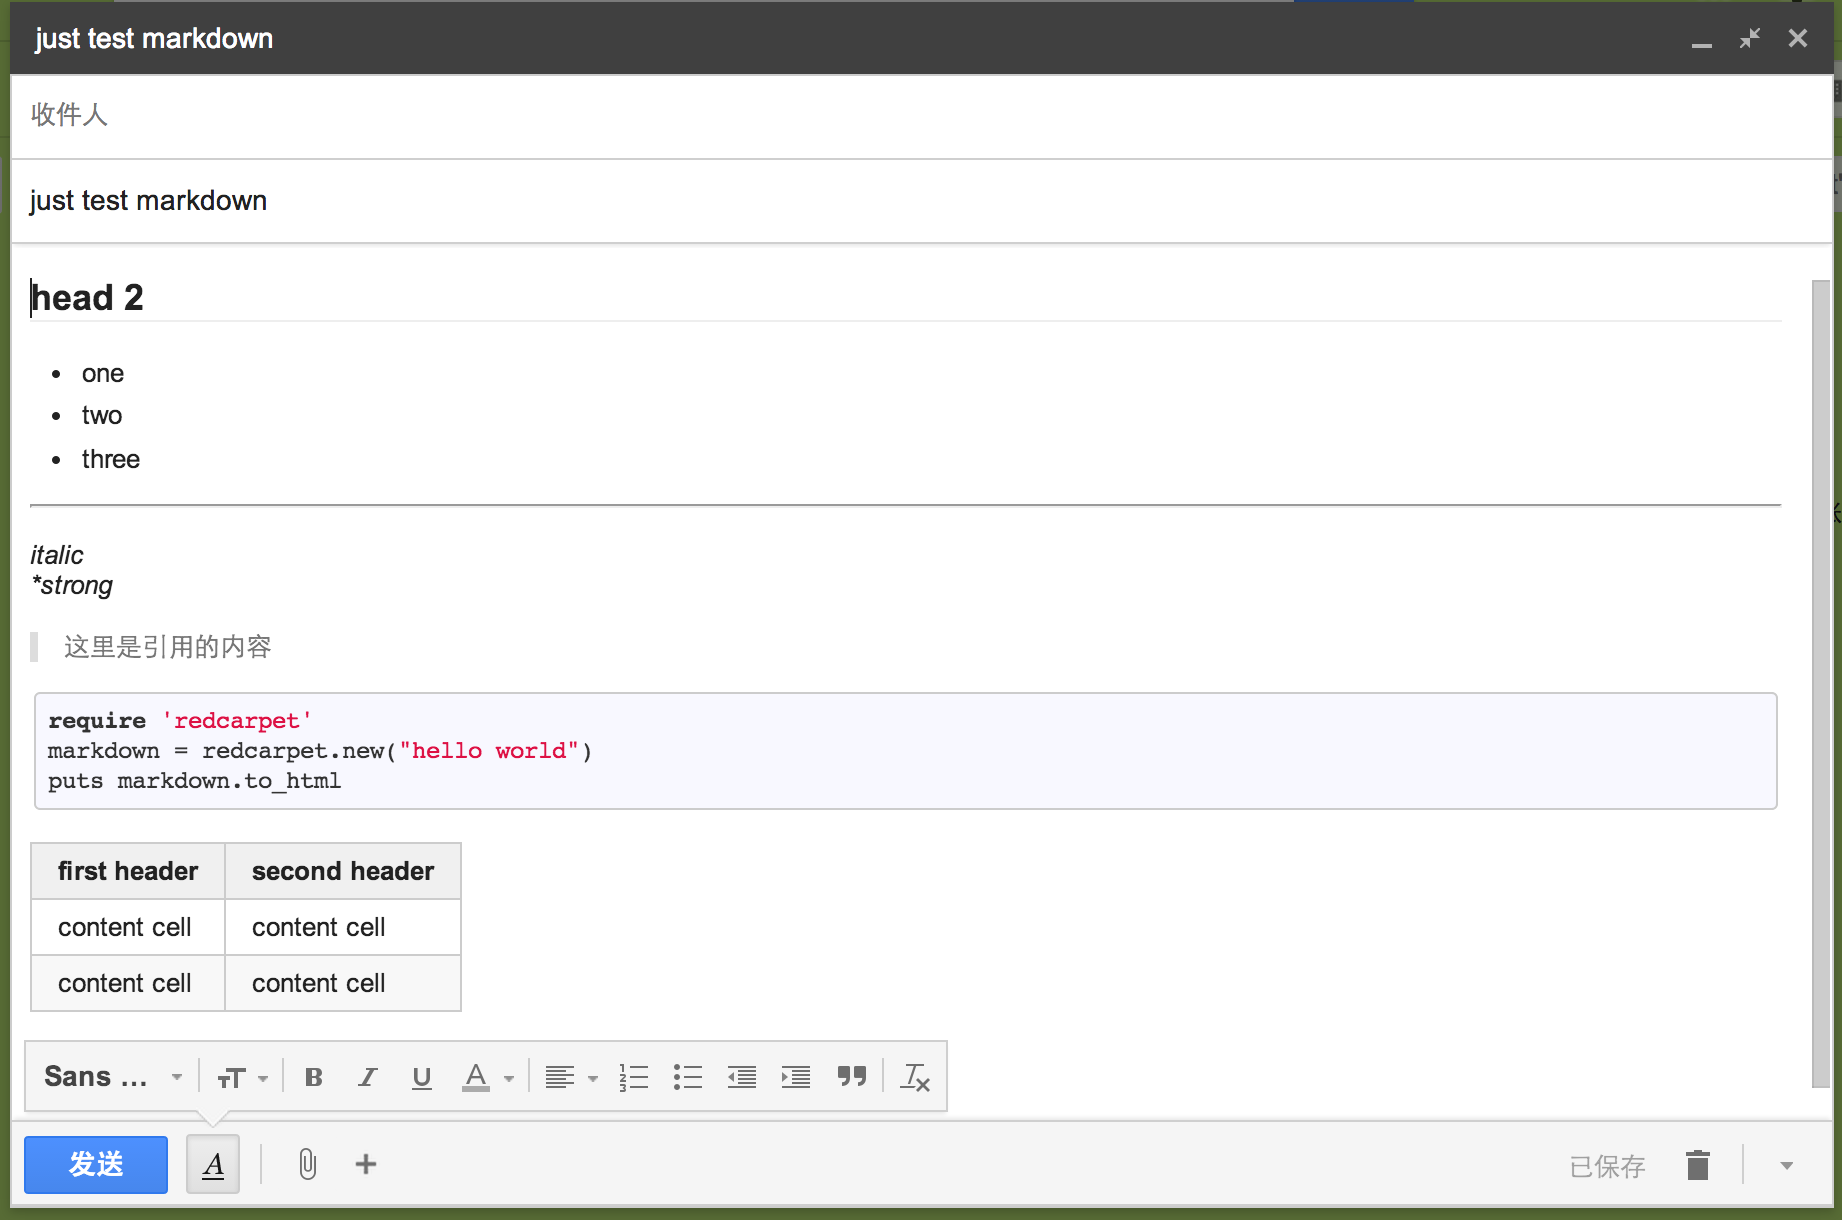 just test markdown
收件人
just test markdown
head 2
one
two
three
italic
*strong
这里是引用的内容
require 'redcarpet'
markdown = redcarpet.new("hello world")
puts markdown.to_html
first header second header
content cell content cell
content cell content cell
Sans ...
发送
已保存